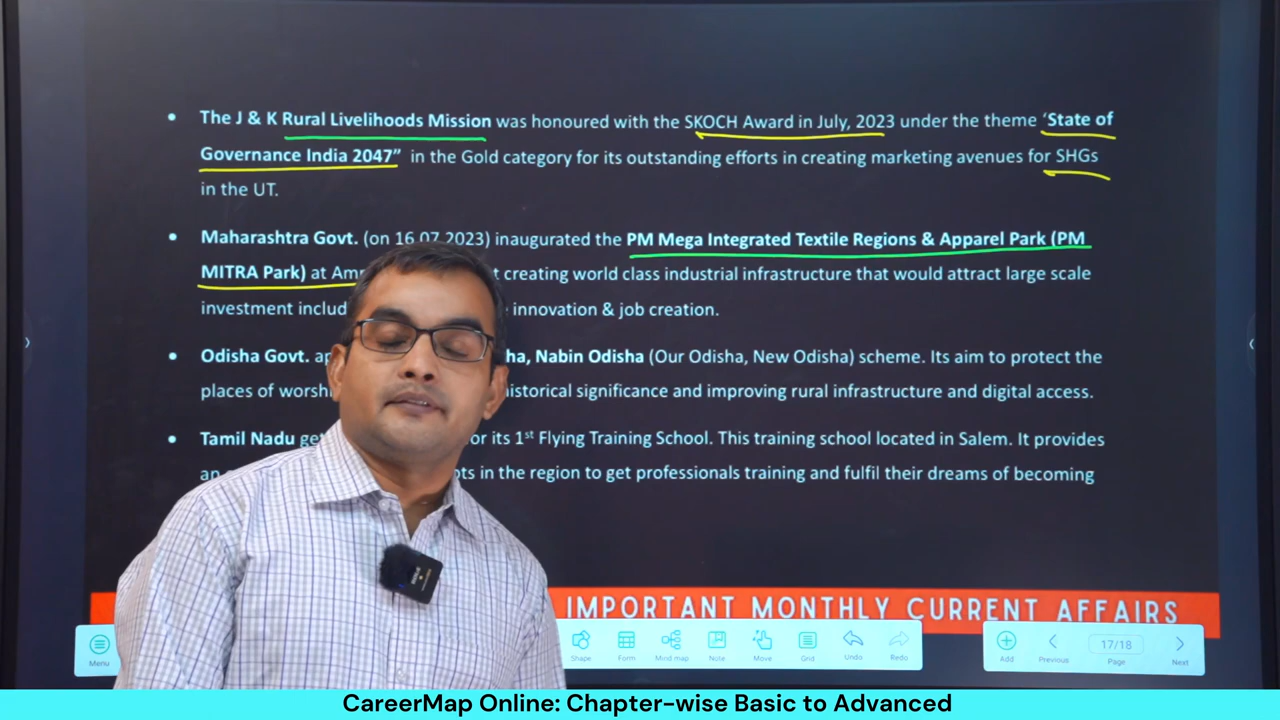 • The J & K Rural Livelihoods Mission was honoured with the SKOCH Award in July, 2023 under the theme ‘State of
Governance India 2047” in the Gold category for its outstanding efforts in creating marketing avenues for SHGs
in the UT.
• Maharashtra Govt. (on 16.07.2023) inaugurated the PM Mega Integrated Textile Regions & Apparel Park (PM
MITRA Park) at creating world class industrial infrastructure that would attract large scale
investment innovation & job creation.
• Odisha Govt. Nabin Odisha (Our Odisha, New Odisha) scheme. Its aim to protect the
places of historical significance and improving rural infrastructure and digital access.
• Tamil Nadu its 1st Flying Training School. This training school located in Salem. It provides
in the region to get professionals training and fulfil their dreams of becoming
IMPORTANT MONTHLY CURRENT AFFAIRS
Menu Shape Form Mind map Note Move Grid Undo Redo Add Previous 17/18 Page Next
CareerMap Online: Chapter-wise Basic to Advanced